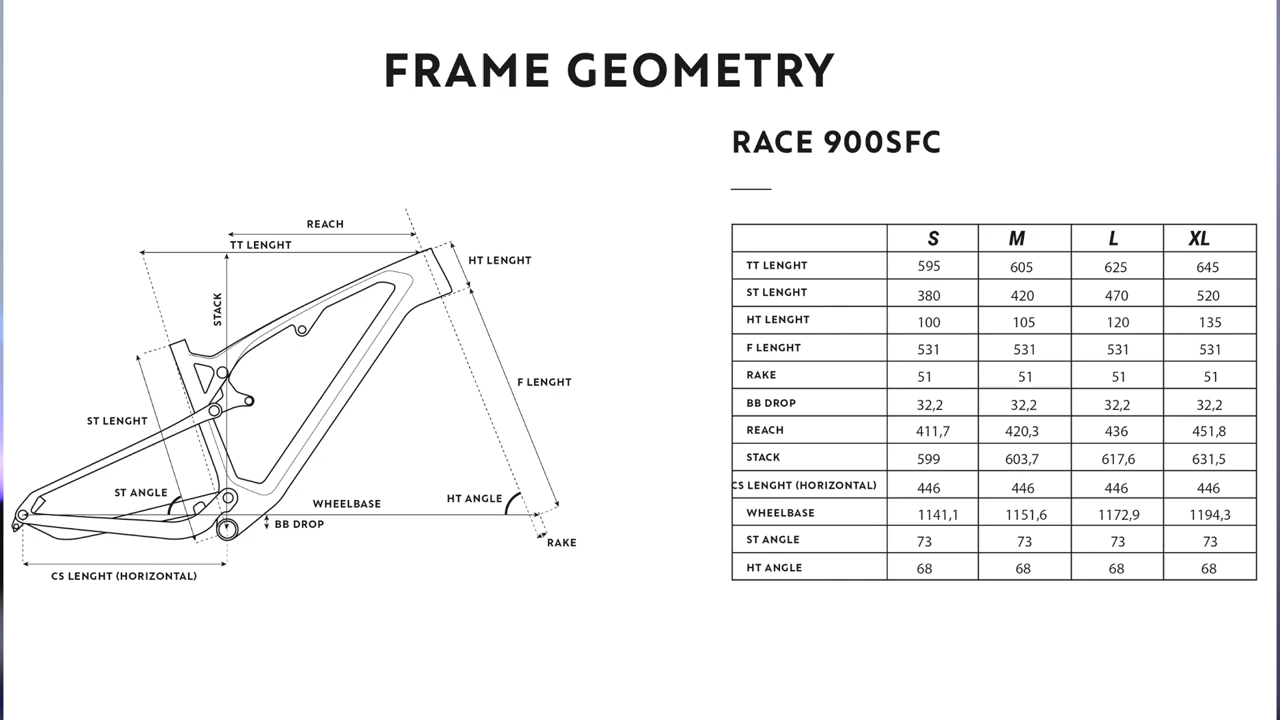 FRAME GEOMETRY
RACE 900SFC
REACH
TT LENGHT
HT LENGHT
STACK
F LENGHT
ST LENGHT
ST ANGLE
WHEELBASE
HT ANGLE
BB DROP
RAKE
CS LENGHT (HORIZONTAL)
S M L XL
TT LENGHT 595 605 625 645
ST LENGHT 380 420 470 520
HT LENGHT 100 105 120 135
F LENGHT 531 531 531 531
RAKE 51 51 51 51
BB DROP 32,2 32,2 32,2 32,2
REACH 411,7 420,3 436 451,8
STACK 599 603,7 617,6 631,5
CS LENGHT (HORIZONTAL) 446 446 446 446
WHEELBASE 1141,1 1151,6 1172,9 1194,3
ST ANGLE 73 73 73 73
HT ANGLE 68 68 68 68